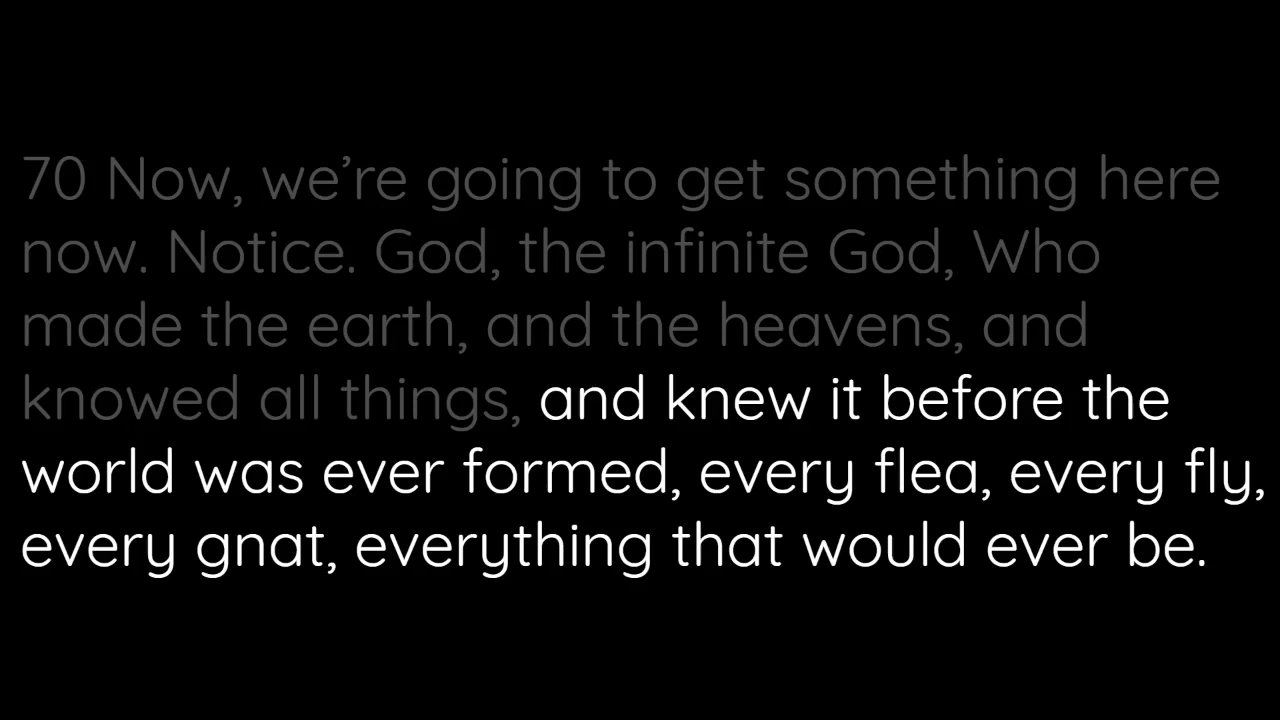 70 Now, we’re going to get something here
now. Notice. God, the infinite God, Who
made the earth, and the heavens, and
knowed all things, and knew it before the
world was ever formed, every flea, every fly,
every gnat, everything that would ever be.